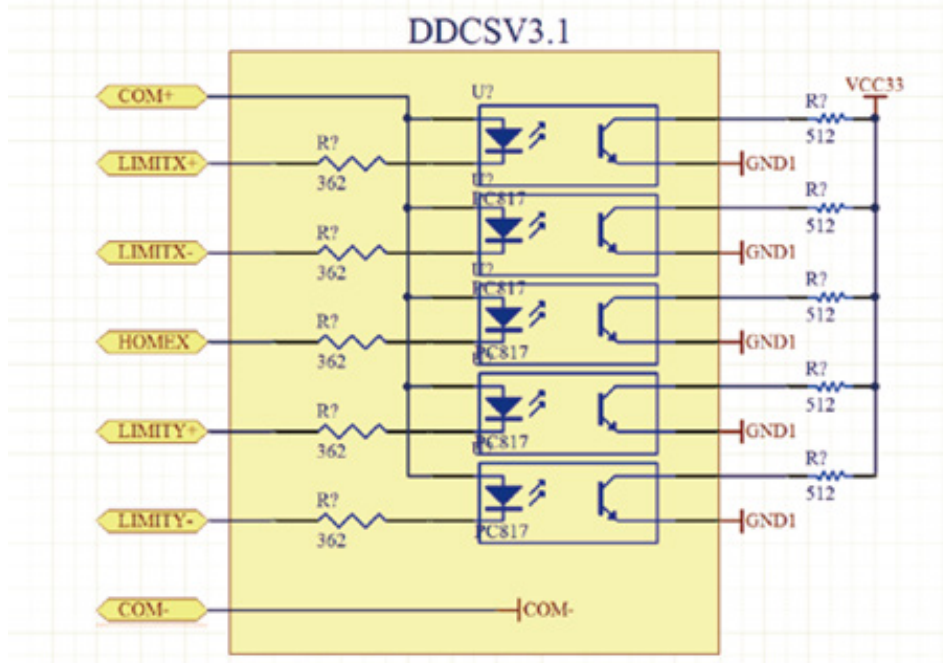 DDCSV3.1
COM+
U?
R?
VCC33
512
LIMITX+
R?
362
GND1
U?
PC817
R?
512
LIMITX-
R?
362
GND1
U?
PC817
R?
512
HOMEX
R?
362
GND1
PC817
R?
512
LIMITY+
R?
362
GND1
PC817
R?
512
LIMITY-
R?
362
GND1
PC817
COM-
COM-